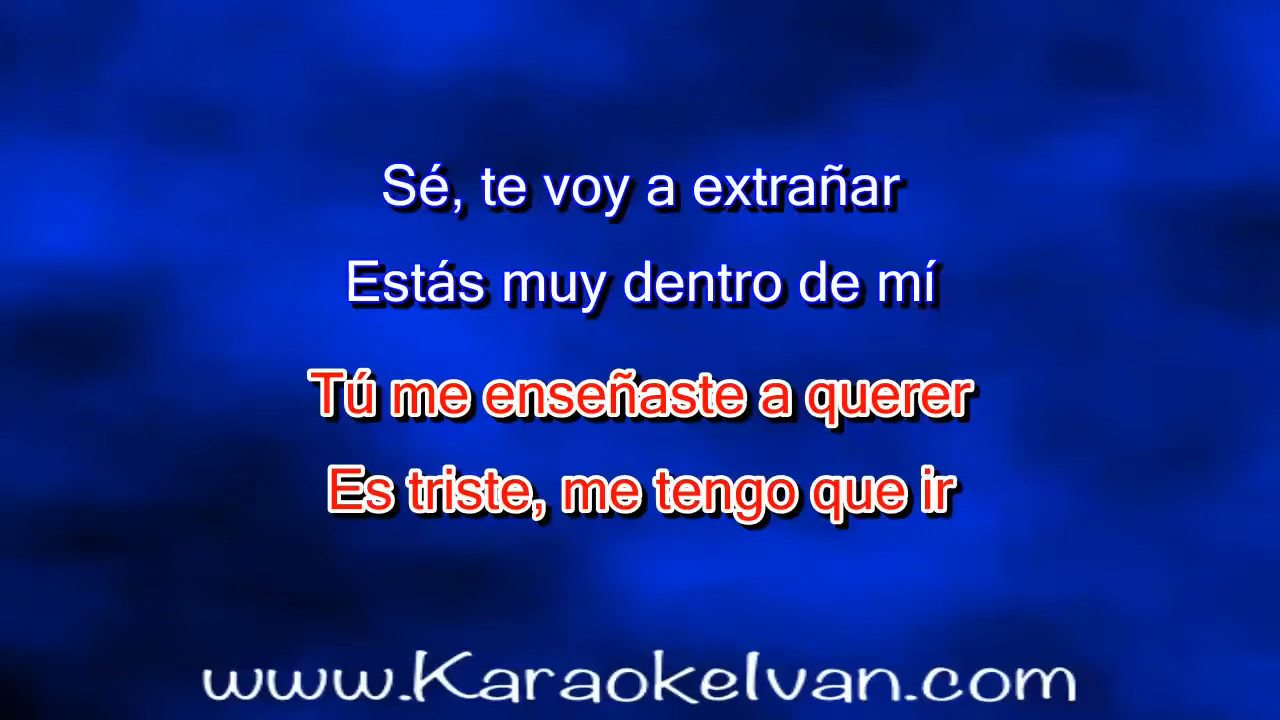 Sé, te voy a extrañar
Estás muy dentro de mí
Tú me enseñaste a querer
Es triste, me tengo que ir
www.KaraokeIvan.com